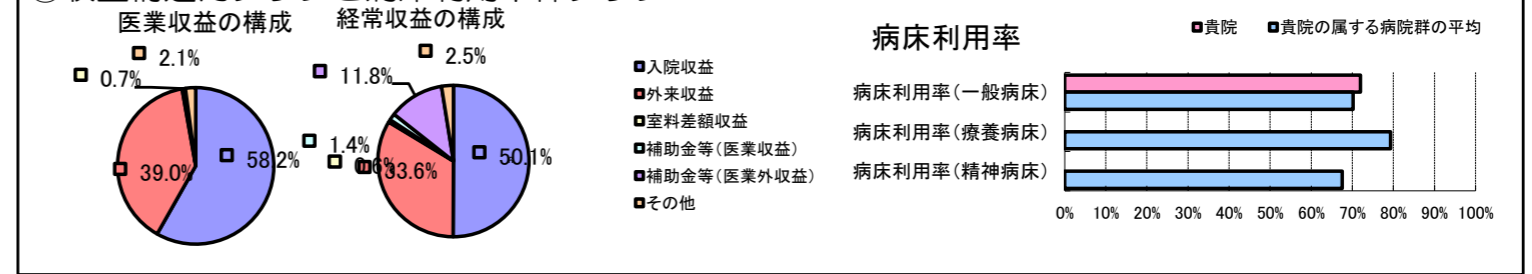 医業収益の構成
2.1%
0.7%
39.0%
58.2%
経常収益の構成
2.5%
11.8%
1.4%
0.6%
33.6%
50.1%
入院収益
外来収益
室料差額収益
補助金等(医業収益)
補助金等(医業外収益)
その他
病床利用率
貴院 貴院の属する病院群の平均
病床利用率(一般病床)
病床利用率(療養病床)
病床利用率(精神病床)
0% 10% 20% 30% 40% 50% 60% 70% 80% 90% 100%